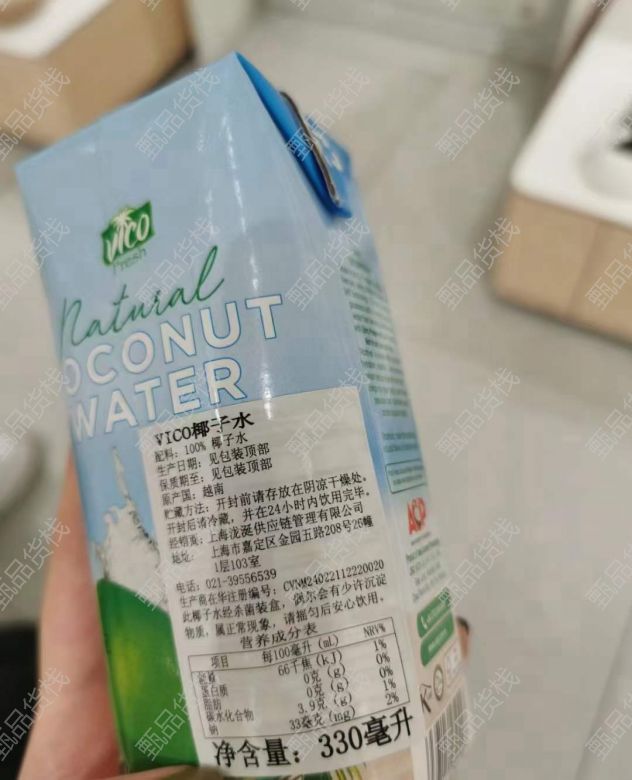 VICO
Fresh
Natural
COCONUT
WATER
VICO椰子水
配料：100% 椰子水
生产日期：见包装顶部
保质期至：见包装顶部
原产国：越南
贮藏方法：开封前请存放在阴凉干燥处。
开封后请冷藏，并在24小时内饮用完毕。
经销商：上海泷涎供应链管理有限公司
地址： 上海市嘉定区金园五路208号26幢
1层103室
电话：021-39556539
生产商在华注册编号：CVNM24022112220020
此椰子水经杀菌装盒，偶尔会有少许沉淀
物质，属正常现象，请摇匀后安心饮用。
营养成分表
项目 每100毫升（mL） NRV%
能量 66千焦（kJ） 1%
蛋白质 0克（g） 0%
脂肪 0克（g） 0%
碳水化合物 3.9克（g） 1%
钠 33毫克（mg） 2%
净含量：330毫升
甄品货栈